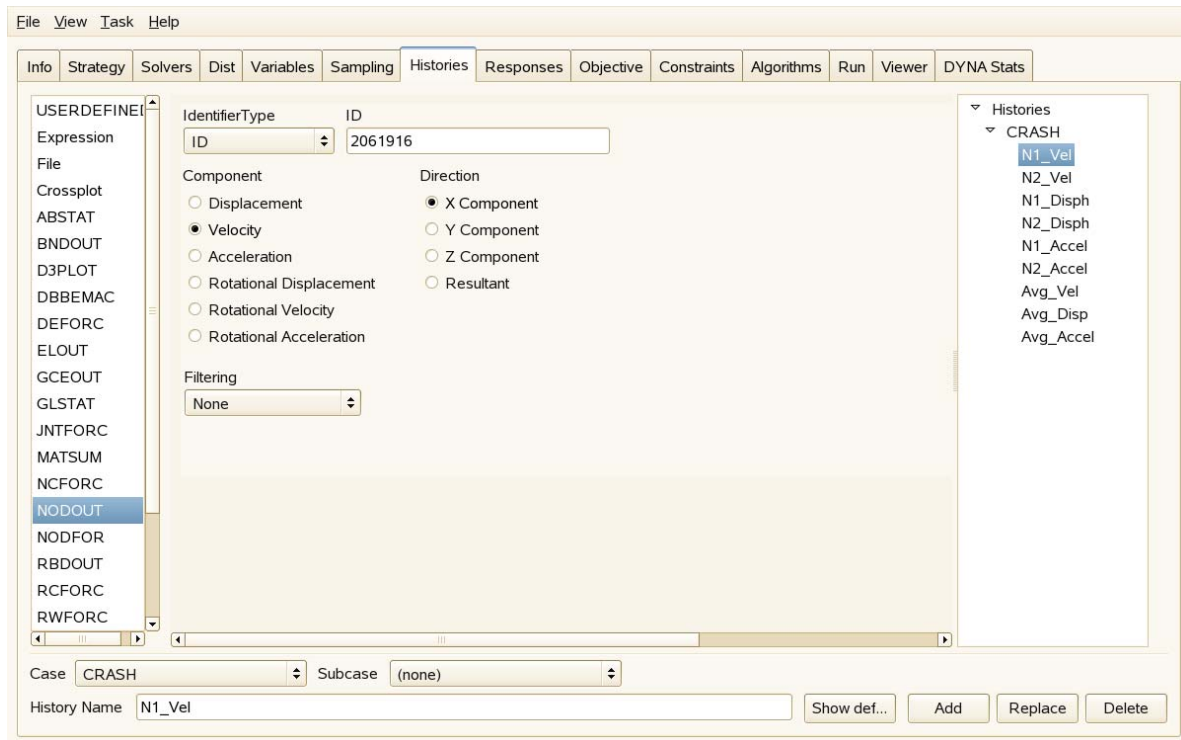 File View Task Help
Info Strategy Solvers Dist Variables Sampling Histories Responses Objective Constraints Algorithms Run Viewer DYNA Stats
USERDEFINED
Expression
File
Crossplot
ABSTAT
BNDOUT
D3PLOT
DBBEMAC
DEFORC
ELOUT
GCEOUT
GLSTAT
JNTFORC
MATSUM
NCFORC
NODOUT
NODFOR
RBDOUT
RCFORC
RWFORC
IdentifierType ID
ID 2061916
Component Direction
Displacement X Component
Velocity Y Component
Acceleration Z Component
Rotational Displacement Resultant
Rotational Velocity
Rotational Acceleration
Filtering
None
Histories
CRASH
N1_Vel
N2_Vel
N1_Disph
N2_Disph
N1_Accel
N2_Accel
Avg_Vel
Avg_Disp
Avg_Accel
Case CRASH Subcase (none)
History Name N1_Vel Show def... Add Replace Delete